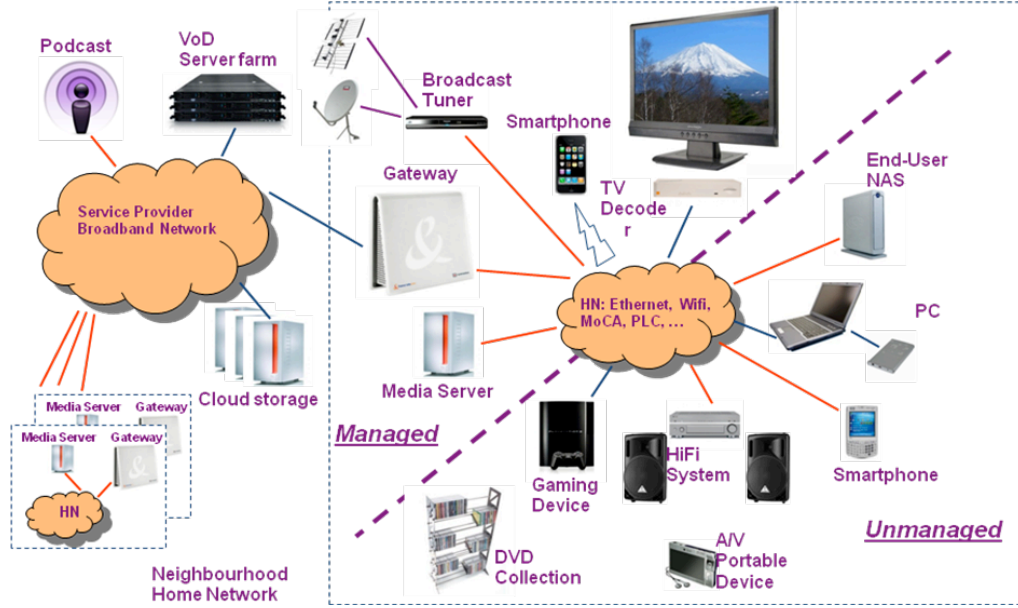 Podcast
VoD
Server farm
Broadcast
Tuner
Smartphone
End-User
NAS
Gateway
TV
Decode
r
Service Provider
Broadband Network
&
HN: Ethernet, Wifi,
MoCA, PLC, ...
PC
Media Server
Cloud storage
Media Server
Gateway
Media Server
Gateway
&
HN
Managed
Gaming
Device
HiFi
System
Smartphone
Unmanaged
DVD
Collection
A/V
Portable
Device
Neighbourhood
Home Network